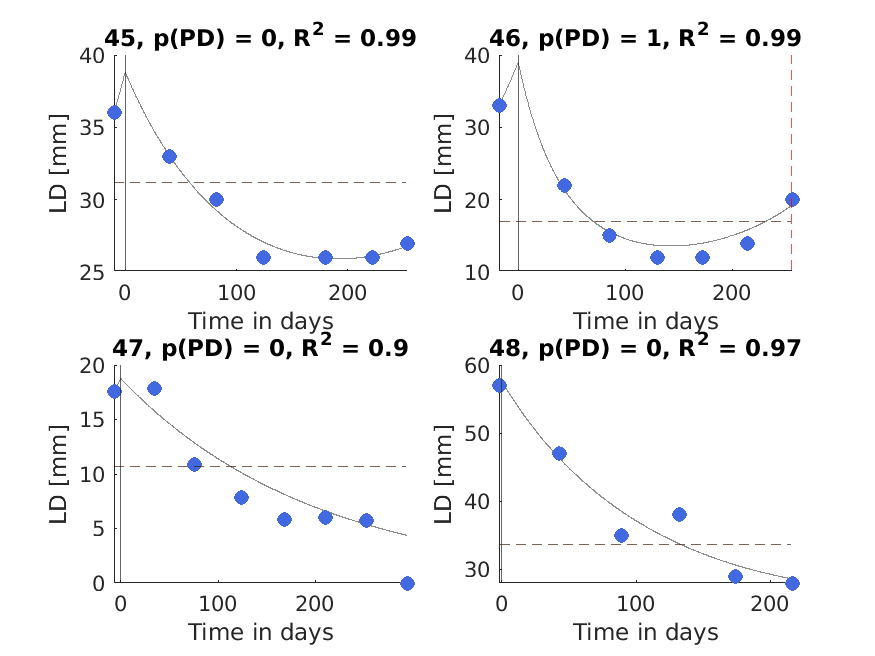 45, p(PD) = 0, R² = 0.99
40
35
30
25
LD [mm]
0 100 200
Time in days
46, p(PD) = 1, R² = 0.99
40
30
20
10
LD [mm]
0 100 200
Time in days
47, p(PD) = 0, R² = 0.9
20
15
10
5
0
LD [mm]
0 100 200
Time in days
48, p(PD) = 0, R² = 0.97
60
50
40
30
LD [mm]
0 100 200
Time in days